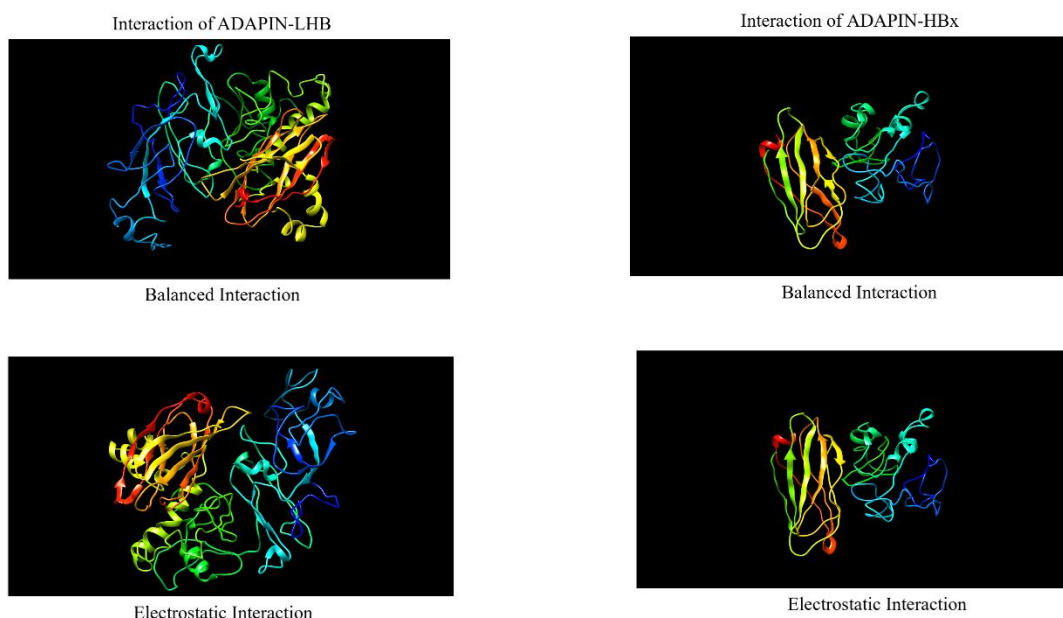 Interaction of ADAPIN-LHB
Interaction of ADAPIN-HBx
Balanced Interaction
Balanced Interaction
Electrostatic Interaction
Electrostatic Interaction